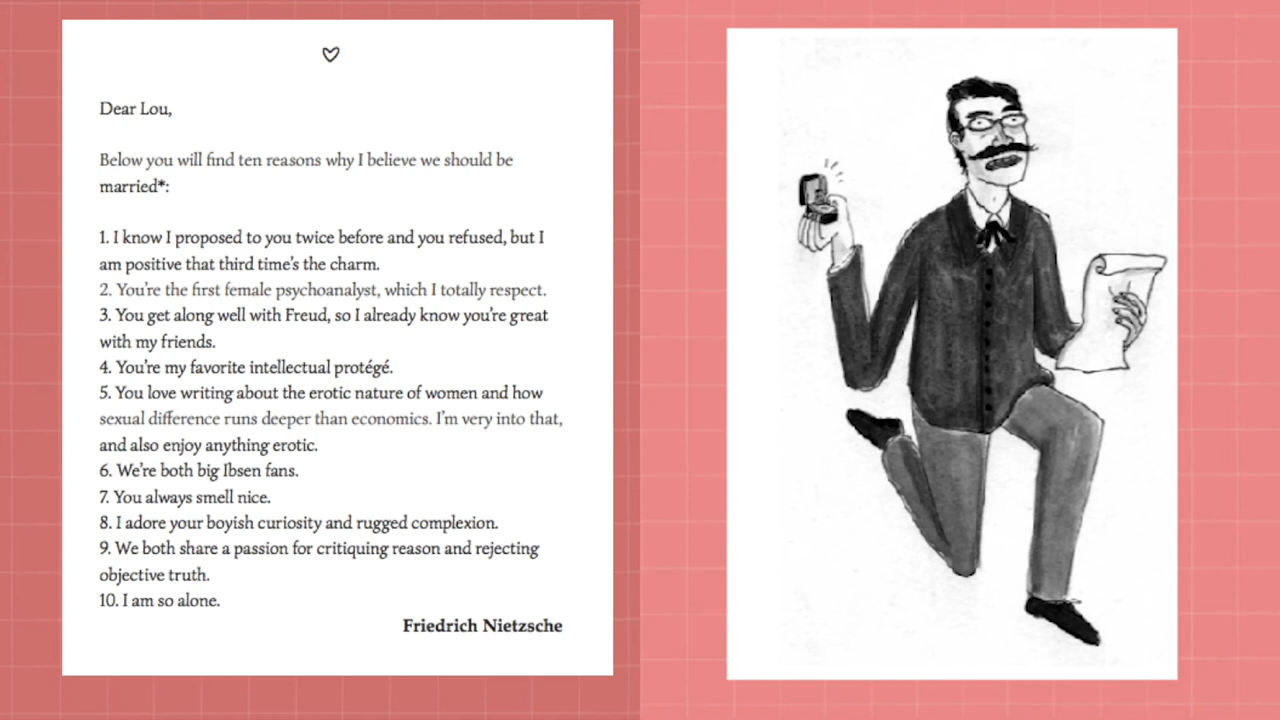 Dear Lou,
Below you will find ten reasons why I believe we should be
married*:
1. I know I proposed to you twice before and you refused, but I
am positive that third time's the charm.
2. You're the first female psychoanalyst, which I totally respect.
3. You get along well with Freud, so I already know you're great
with my friends.
4. You're my favorite intellectual protégé.
5. You love writing about the erotic nature of women and how
sexual difference runs deeper than economics. I'm very into that,
and also enjoy anything erotic.
6. We're both big Ibsen fans.
7. You always smell nice.
8. I adore your boyish curiosity and rugged complexion.
9. We both share a passion for critiquing reason and rejecting
objective truth.
10. I am so alone.
Friedrich Nietzsche